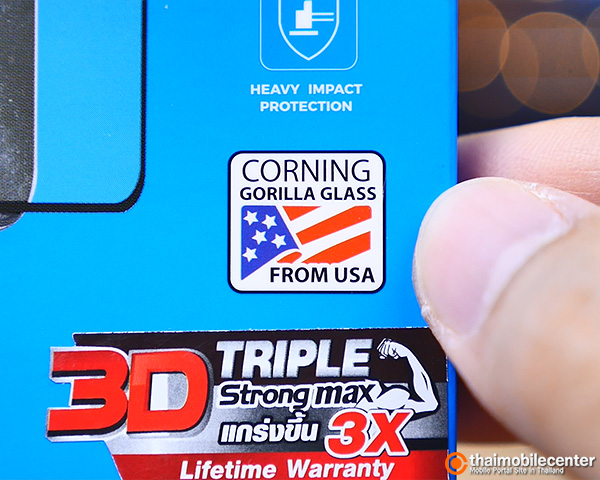 HEAVY IMPACT
PROTECTION
CORNING
GORILLA GLASS
FROM USA
3D TRIPLE
Strong max
แกร่งขึ้น 3X
Lifetime Warranty
thaimobilecenter
Mobile Portal Site in Thailand